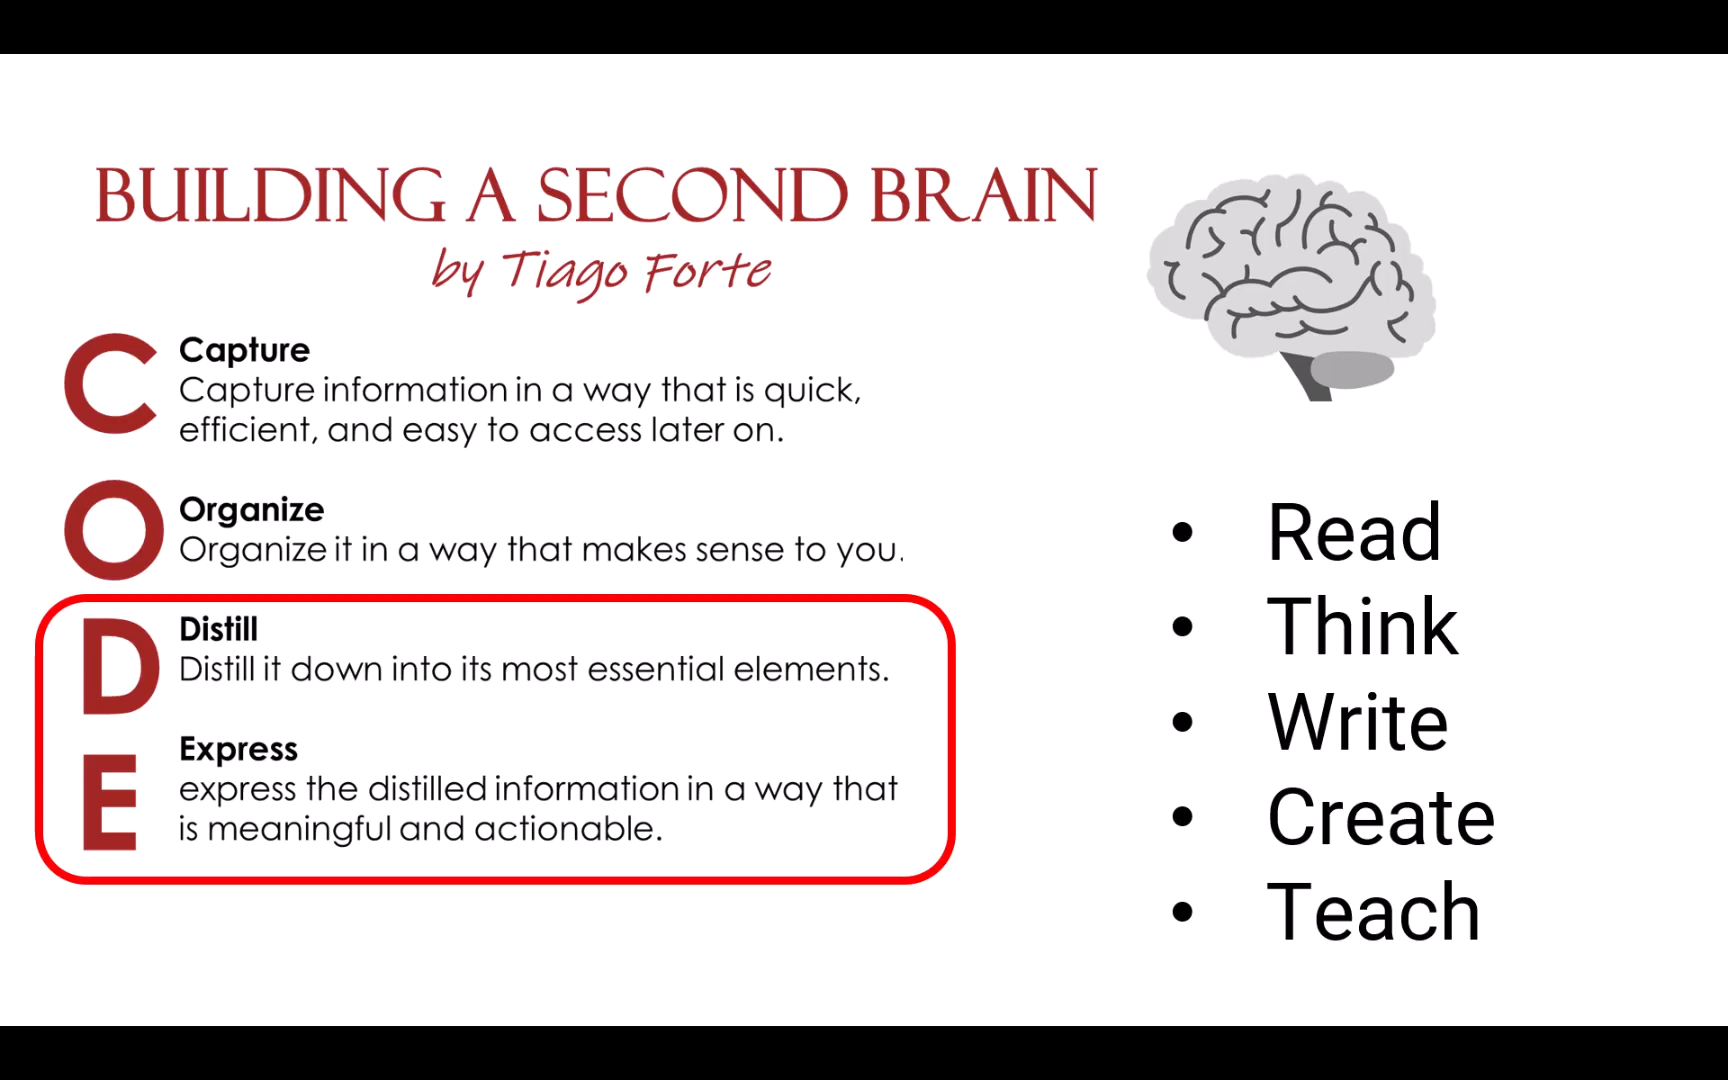 BUILDING A SECOND BRAIN
by Tiago Forte
C
Capture
Capture information in a way that is quick,
efficient, and easy to access later on.
O
Organize
Organize it in a way that makes sense to you.
D
Distill
Distill it down into its most essential elements.
E
Express
express the distilled information in a way that
is meaningful and actionable.
• Read
• Think
• Write
• Create
• Teach